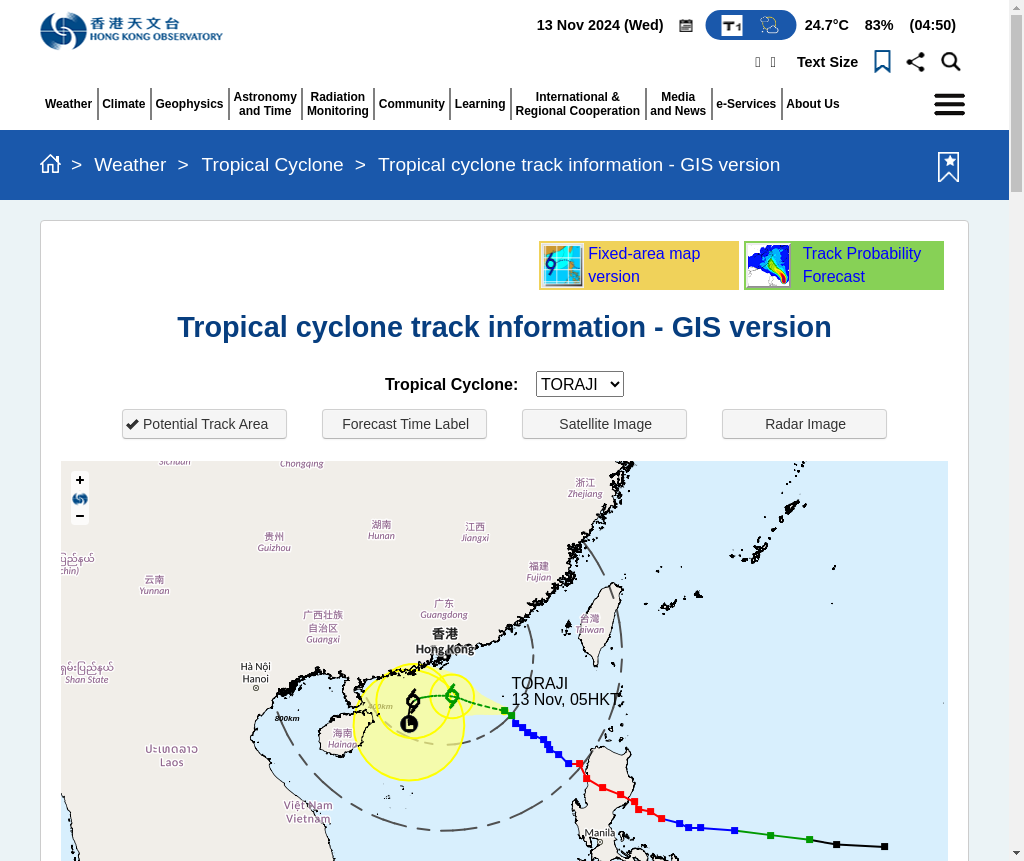 香港天文台
HONG KONG OBSERVATORY
13 Nov 2024 (Wed)
T1
24.7°C 83% (04:50)
Text Size
Weather
Climate
Geophysics
Astronomy
and Time
Radiation
Monitoring
Community
Learning
International &
Regional Cooperation
Media
and News
e-Services
About Us
> Weather > Tropical Cyclone > Tropical cyclone track information - GIS version
Fixed-area map
version
Track Probability
Forecast
Tropical cyclone track information - GIS version
Tropical Cyclone: TORAJI
Potential Track Area
Forecast Time Label
Satellite Image
Radar Image
+
−
Sichuan
Chongqing
浙江
Zhejiang
湖南
Hunan
江西
Jiangxi
贵州
Guizhou
福建
Fujian
云南
Yunnan
广西壮族
自治区
Guangxi
广东
Guangdong
台灣
Taiwan
香港
Hong Kong
Shan State
Hà Nội
Hanoi
TORAJI
13 Nov, 05HKT
400km
800km
海南
Hainan
L
ປະເທດລາວ
Laos
Việt Nam
Vietnam
Manila